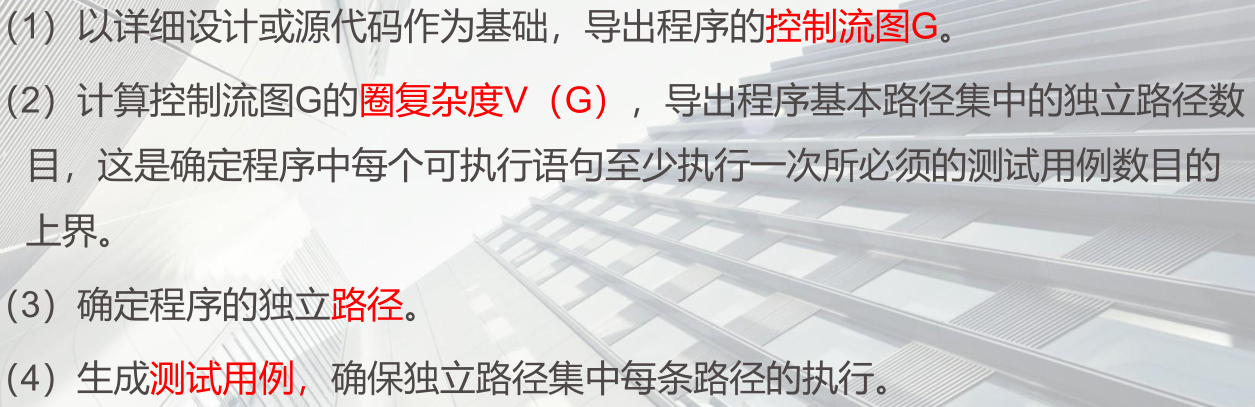 (1) 以详细设计或源代码作为基础，导出程序的控制流图G。
(2) 计算控制流图G的圈复杂度V（G），导出程序基本路径集中的独立路径数
目，这是确定程序中每个可执行语句至少执行一次所必须的测试用例数目的
上界。
(3) 确定程序的独立路径。
(4) 生成测试用例，确保独立路径集中每条路径的执行。